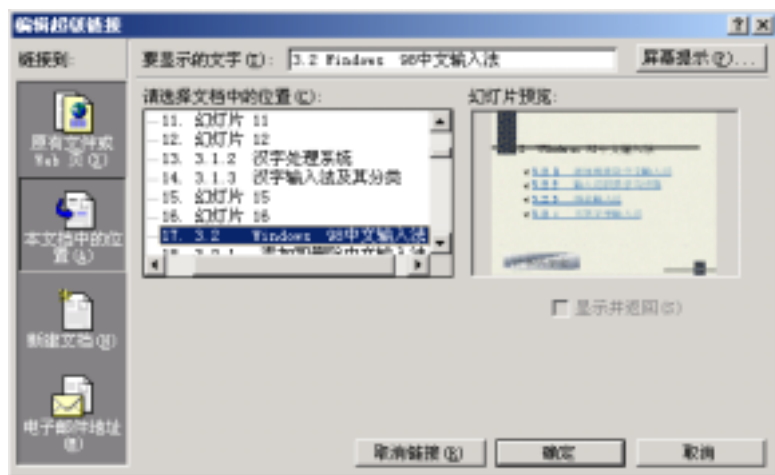 编辑超级链接
链接到:
要显示的文字(T): 3.2 Windows 98中文输入法
屏幕提示(P)...
原有文件或
Web 页(X)
本文档中的位
置(A)
新建文档(N)
电子邮件地址
(M)
请选择文档中的位置(C):
11. 幻灯片 11
12. 幻灯片 12
13. 3.1.2 汉字处理系统
14. 3.1.3 汉字输入法及其分类
15. 幻灯片 15
16. 幻灯片 16
17. 3.2 Windows 98中文输入法
幻灯片预览:
显示并返回(S)
取消链接(R)
确定
取消